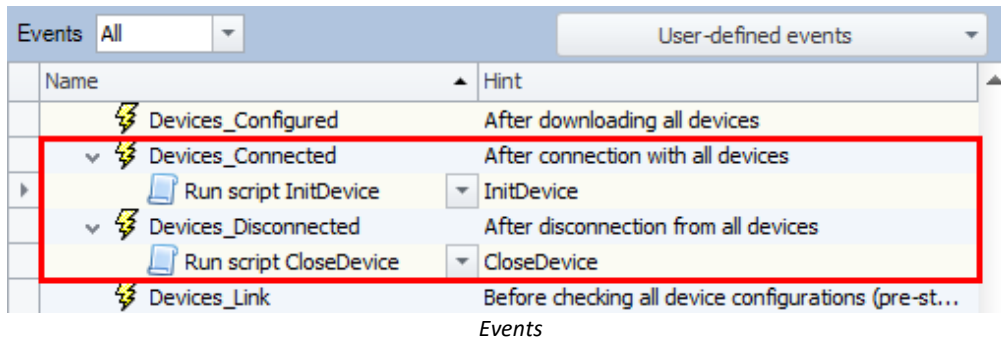 Events All User-defined events
Name Hint
Devices_Configured After downloading all devices
Devices_Connected After connection with all devices
Run script InitDevice InitDevice
Devices_Disconnected After disconnection from all devices
Run script CloseDevice CloseDevice
Devices_Link Before checking all device configurations (pre-st...
Events